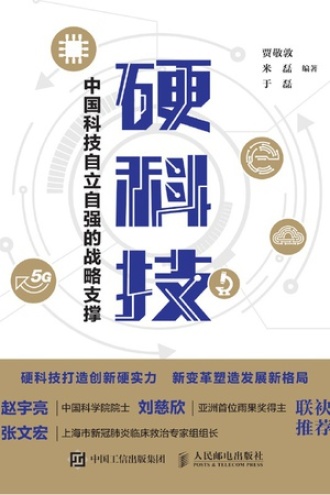 贾敬敦
米磊 编著
于磊
硬科技
中国科技自立自强的战略支撑
5G
硬科技打造创新硬实力 新变革塑造发展新格局
赵宇亮 中国科学院院士 刘慈欣 亚洲首位雨果奖得主
张文宏 上海市新冠肺炎临床救治专家组组长
联袂
推荐
中国工信出版集团 人民邮电出版社
POSTS & TELECOM PRESS